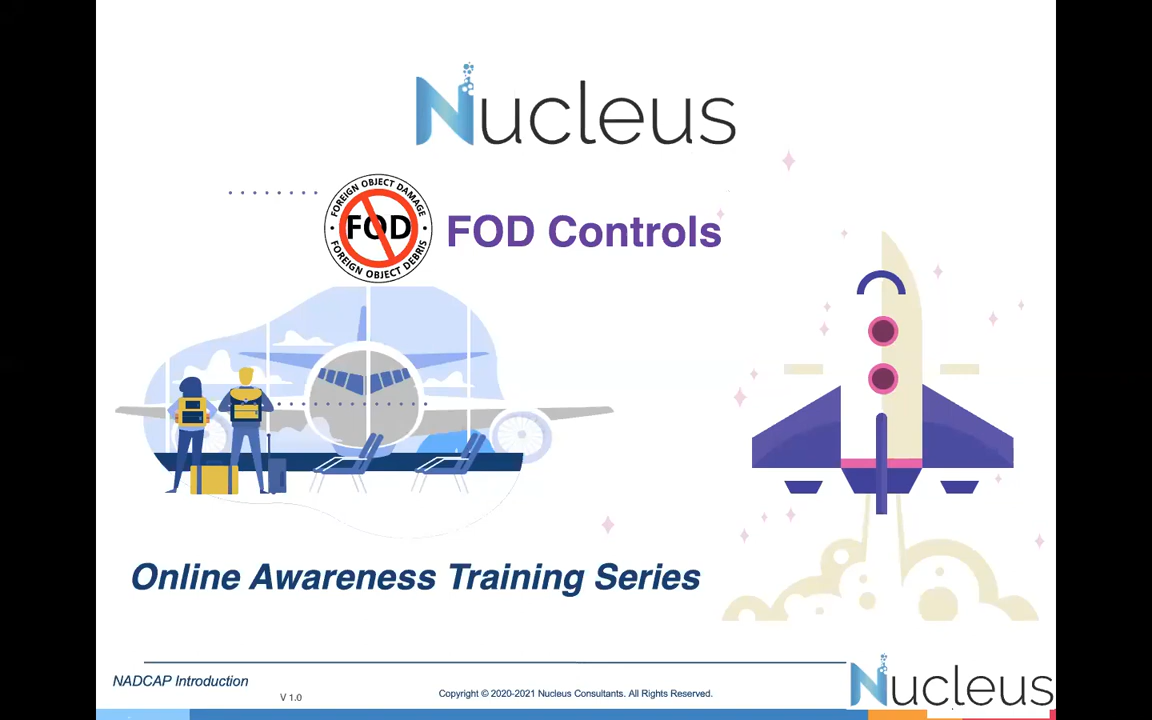 Nucleus
FOREIGN OBJECT DAMAGE
FOD
FOREIGN OBJECT DEBRIS
FOD Controls
Online Awareness Training Series
NADCAP Introduction
V 1.0
Copyright © 2020-2021 Nucleus Consultants. All Rights Reserved.
Nucleus